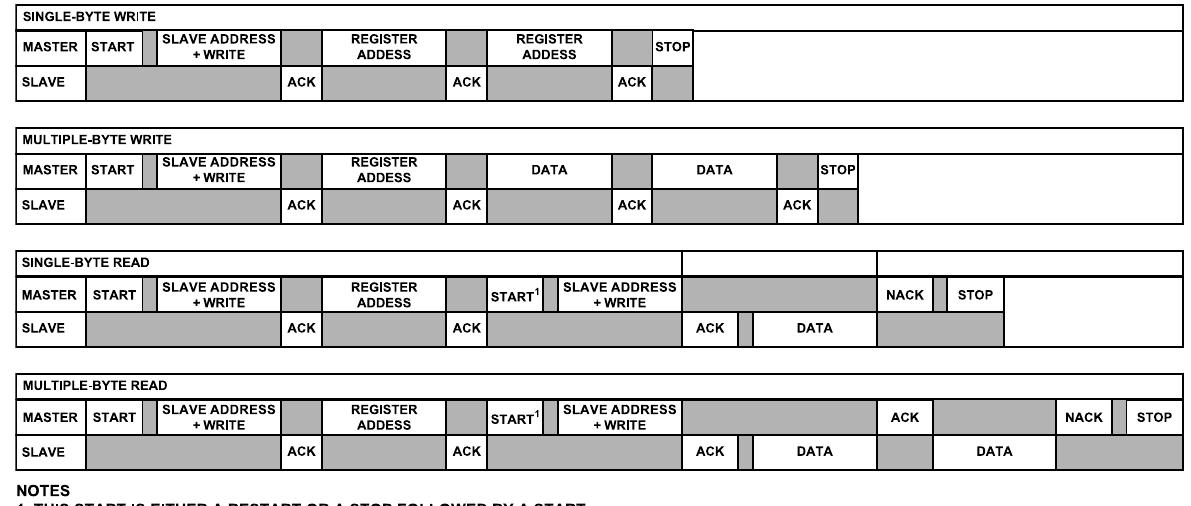 SINGLE-BYTE WRITE
MASTER START SLAVE ADDRESS + WRITE REGISTER ADDESS REGISTER ADDESS STOP
SLAVE ACK ACK ACK
MULTIPLE-BYTE WRITE
MASTER START SLAVE ADDRESS + WRITE REGISTER ADDESS DATA DATA STOP
SLAVE ACK ACK ACK ACK
SINGLE-BYTE READ
MASTER START SLAVE ADDRESS + WRITE REGISTER ADDESS START1 SLAVE ADDRESS + WRITE NACK STOP
SLAVE ACK ACK ACK DATA
MULTIPLE-BYTE READ
MASTER START SLAVE ADDRESS + WRITE REGISTER ADDESS START1 SLAVE ADDRESS + WRITE ACK NACK STOP
SLAVE ACK ACK ACK DATA DATA
NOTES
1. THIS START IS EITHER A RESTART OR A STOP FOLLOWED BY A START.